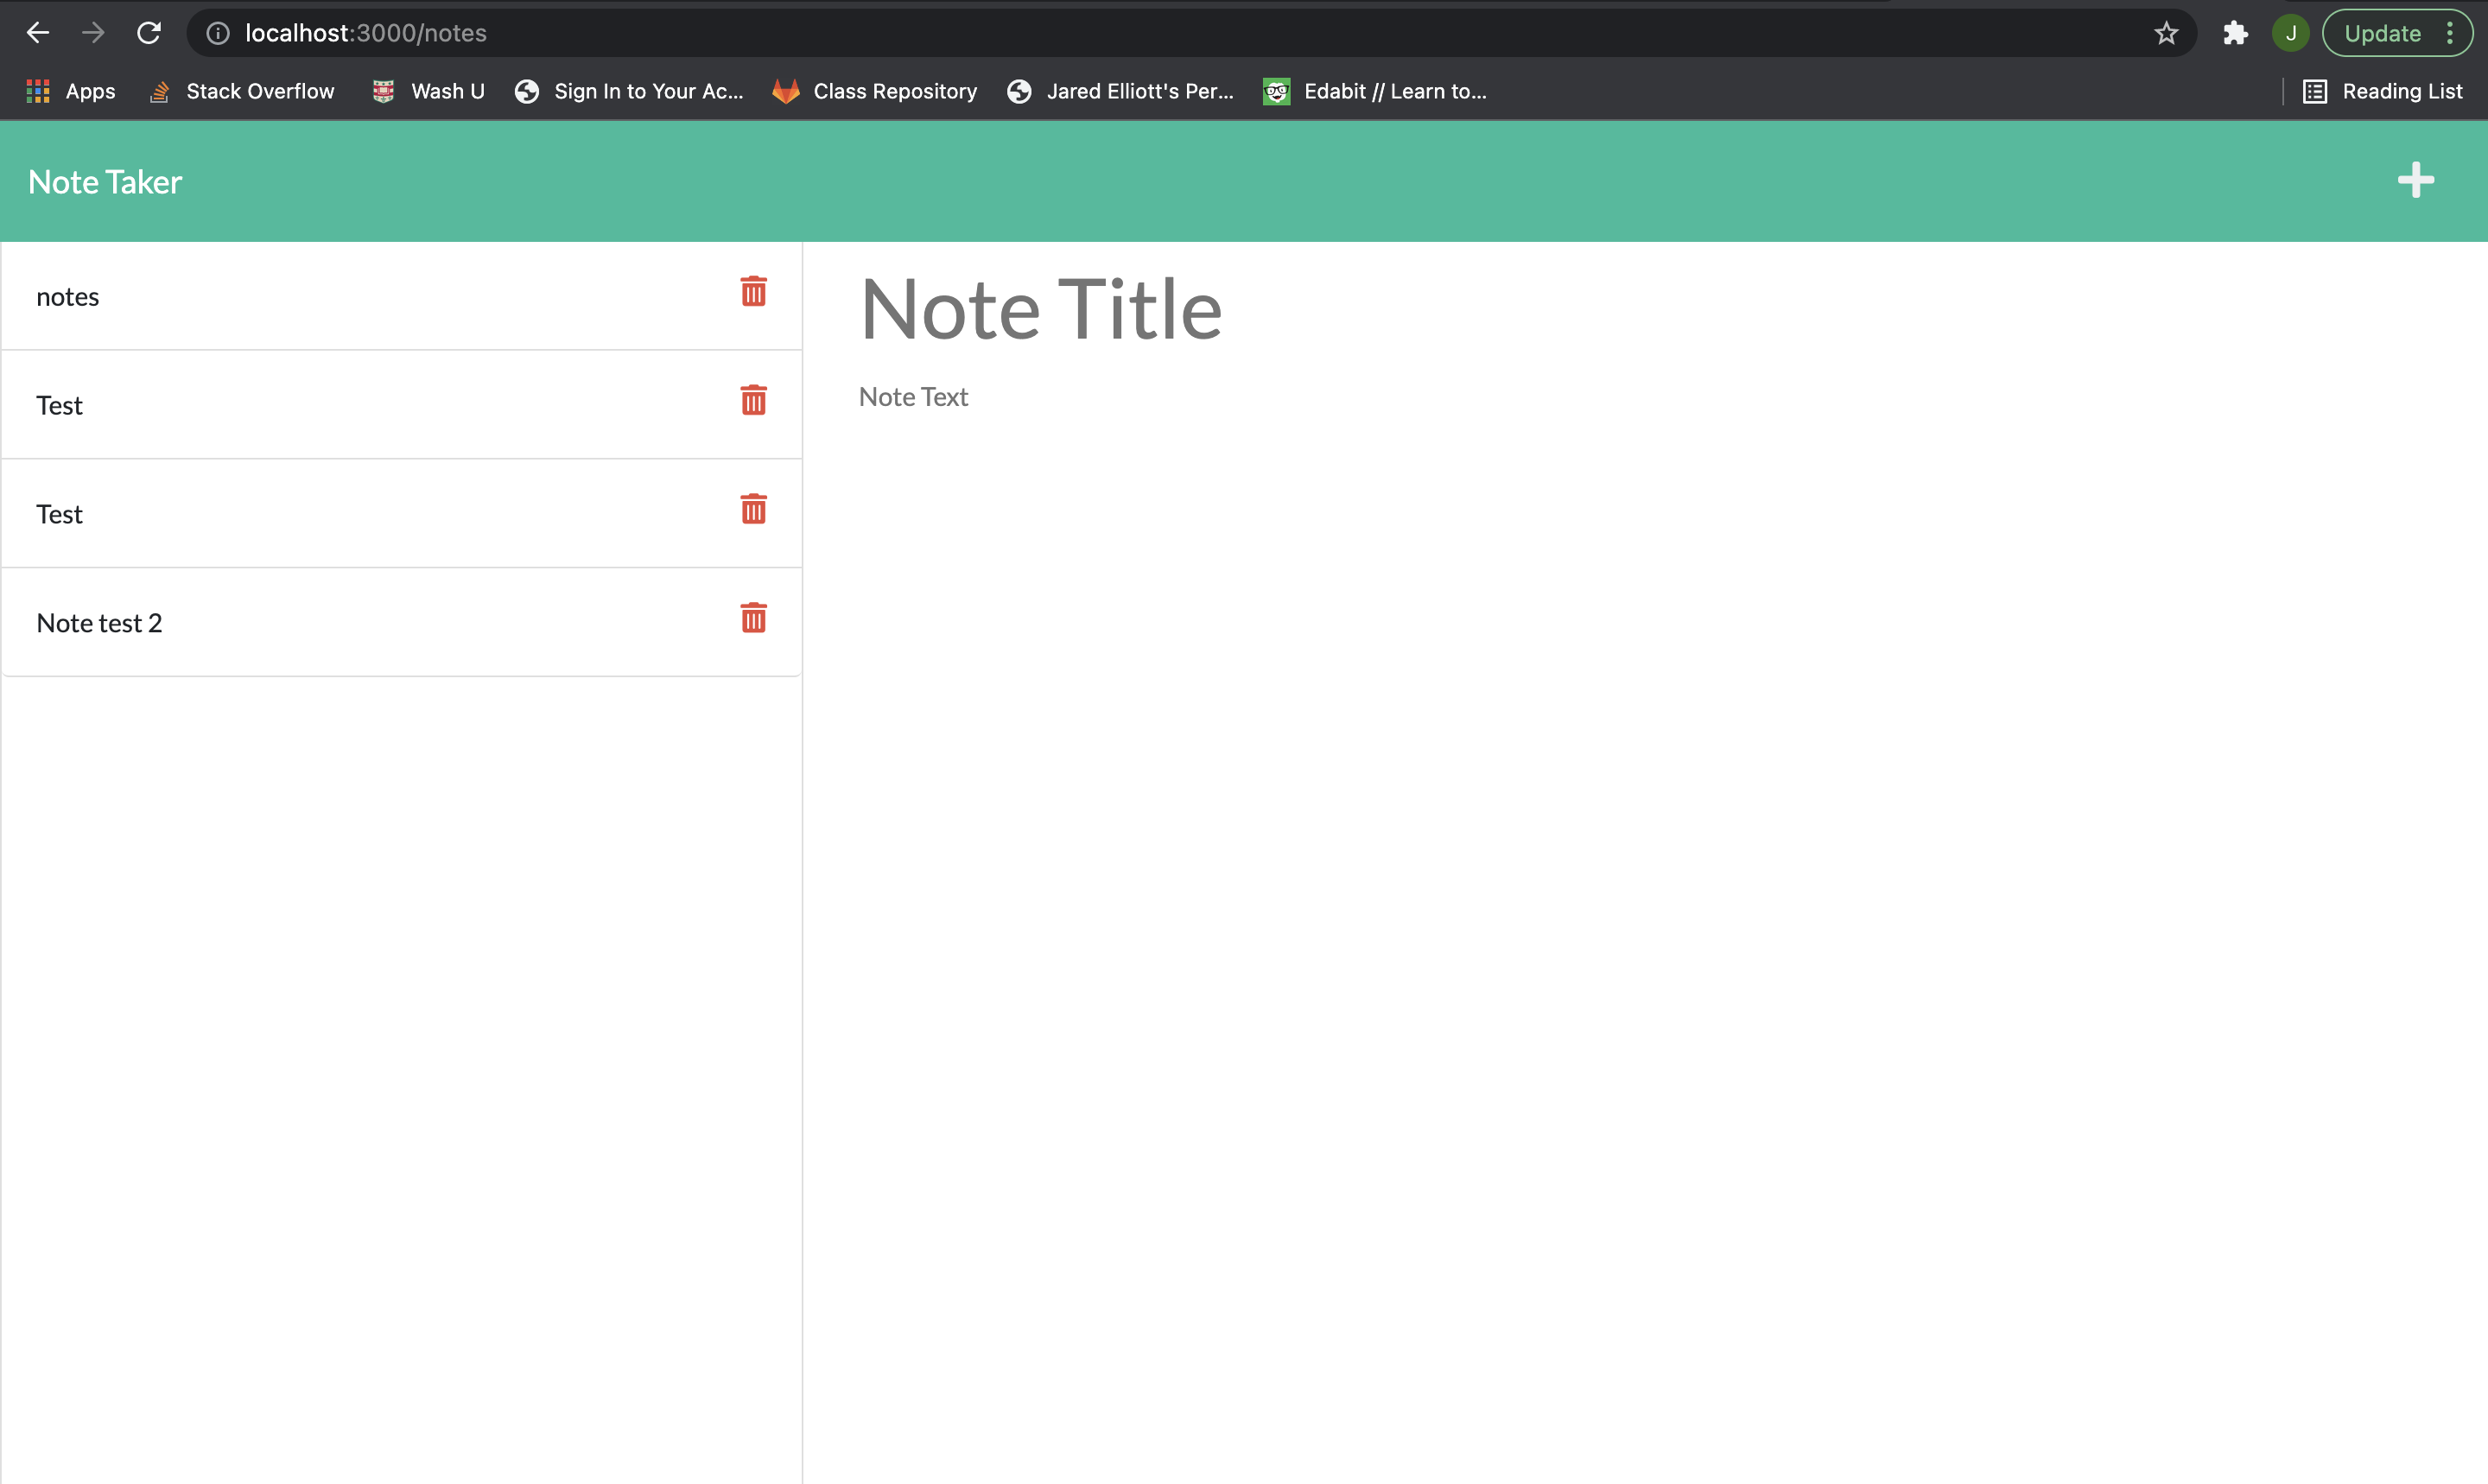 localhost:3000/notes
J
Update
Apps
Stack Overflow
Wash U
Sign In to Your Ac...
Class Repository
Jared Elliott's Per...
Edabit // Learn to...
Reading List
Note Taker
notes
Test
Test
Note test 2
Note Title
Note Text